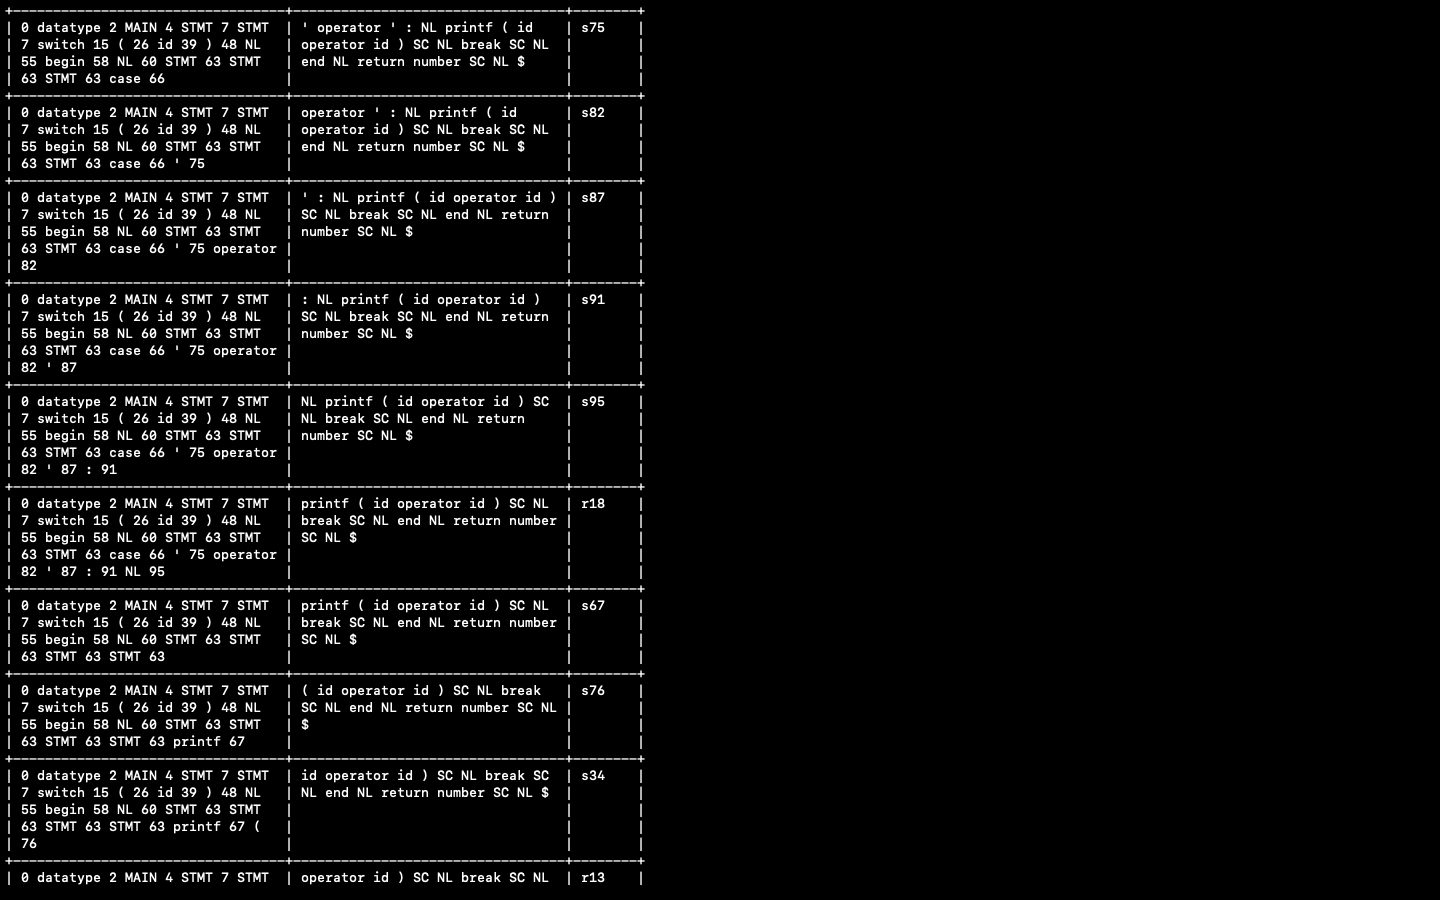 +----------------------------------+----------------------------------+--------+
| 0 datatype 2 MAIN 4 STMT 7 STMT | ' operator ' : NL printf ( id | s75 |
| 7 switch 15 ( 26 id 39 ) 48 NL | operator id ) SC NL break SC NL | |
| 55 begin 58 NL 60 STMT 63 STMT | end NL return number SC NL $ | |
| 63 STMT 63 case 66 | | |
+----------------------------------+----------------------------------+--------+
| 0 datatype 2 MAIN 4 STMT 7 STMT | operator ' : NL printf ( id | s82 |
| 7 switch 15 ( 26 id 39 ) 48 NL | operator id ) SC NL break SC NL | |
| 55 begin 58 NL 60 STMT 63 STMT | end NL return number SC NL $ | |
| 63 STMT 63 case 66 ' 75 | | |
+----------------------------------+----------------------------------+--------+
| 0 datatype 2 MAIN 4 STMT 7 STMT | ' : NL printf ( id operator id ) | s87 |
| 7 switch 15 ( 26 id 39 ) 48 NL | SC NL break SC NL end NL return | |
| 55 begin 58 NL 60 STMT 63 STMT | number SC NL $ | |
| 63 STMT 63 case 66 ' 75 operator | | |
| 82 | | |
+----------------------------------+----------------------------------+--------+
| 0 datatype 2 MAIN 4 STMT 7 STMT | : NL printf ( id operator id ) | s91 |
| 7 switch 15 ( 26 id 39 ) 48 NL | SC NL break SC NL end NL return | |
| 55 begin 58 NL 60 STMT 63 STMT | number SC NL $ | |
| 63 STMT 63 case 66 ' 75 operator | | |
| 82 ' 87 | | |
+----------------------------------+----------------------------------+--------+
| 0 datatype 2 MAIN 4 STMT 7 STMT | NL printf ( id operator id ) SC | s95 |
| 7 switch 15 ( 26 id 39 ) 48 NL | NL break SC NL end NL return | |
| 55 begin 58 NL 60 STMT 63 STMT | number SC NL $ | |
| 63 STMT 63 case 66 ' 75 operator | | |
| 82 ' 87 : 91 | | |
+----------------------------------+----------------------------------+--------+
| 0 datatype 2 MAIN 4 STMT 7 STMT | printf ( id operator id ) SC NL | r18 |
| 7 switch 15 ( 26 id 39 ) 48 NL | break SC NL end NL return number | |
| 55 begin 58 NL 60 STMT 63 STMT | SC NL $ | |
| 63 STMT 63 case 66 ' 75 operator | | |
| 82 ' 87 : 91 NL 95 | | |
+----------------------------------+----------------------------------+--------+
| 0 datatype 2 MAIN 4 STMT 7 STMT | printf ( id operator id ) SC NL | s67 |
| 7 switch 15 ( 26 id 39 ) 48 NL | break SC NL end NL return number | |
| 55 begin 58 NL 60 STMT 63 STMT | SC NL $ | |
| 63 STMT 63 STMT 63 | | |
+----------------------------------+----------------------------------+--------+
| 0 datatype 2 MAIN 4 STMT 7 STMT | ( id operator id ) SC NL break | s76 |
| 7 switch 15 ( 26 id 39 ) 48 NL | SC NL end NL return number SC NL | |
| 55 begin 58 NL 60 STMT 63 STMT | $ | |
| 63 STMT 63 STMT 63 printf 67 | | |
+----------------------------------+----------------------------------+--------+
| 0 datatype 2 MAIN 4 STMT 7 STMT | id operator id ) SC NL break SC | s34 |
| 7 switch 15 ( 26 id 39 ) 48 NL | NL end NL return number SC NL $ | |
| 55 begin 58 NL 60 STMT 63 STMT | | |
| 63 STMT 63 STMT 63 printf 67 ( | | |
| 76 | | |
+----------------------------------+----------------------------------+--------+
| 0 datatype 2 MAIN 4 STMT 7 STMT | operator id ) SC NL break SC NL | r13 |